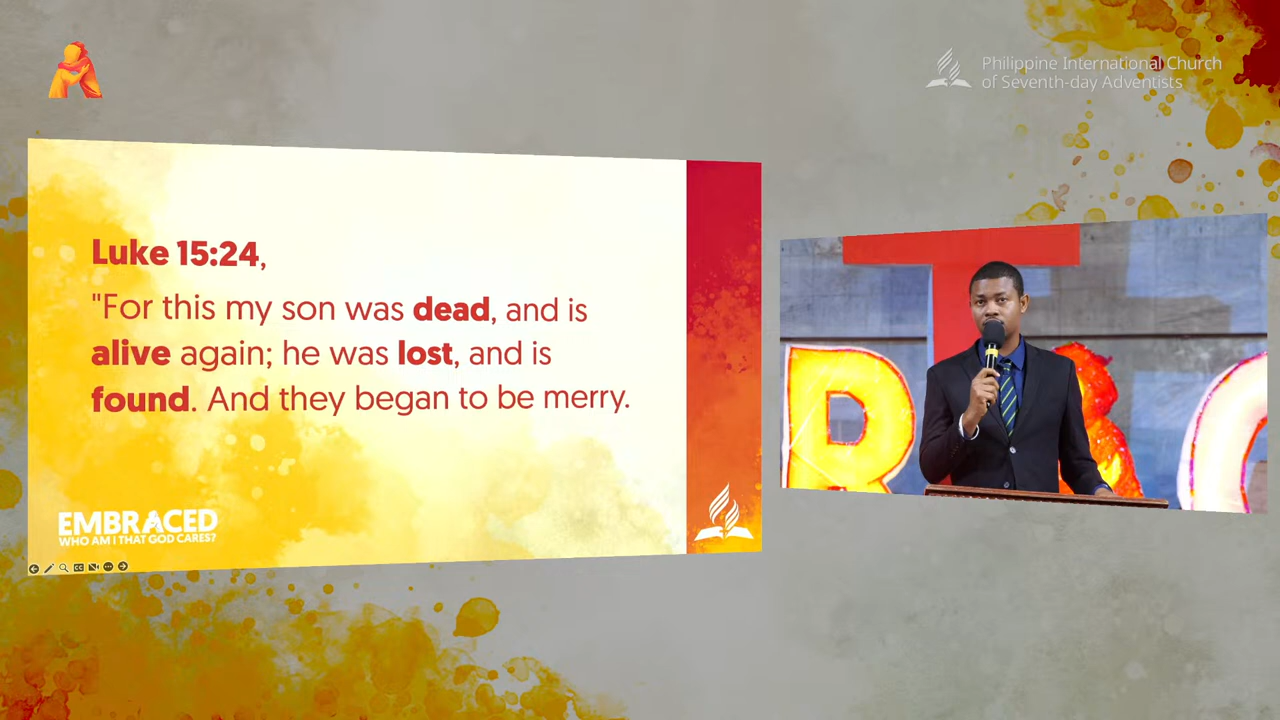 Philippine International Church
of Seventh-day Adventists
Luke 15:24,
"For this my son was dead, and is
alive again; he was lost, and is
found. And they began to be merry.
EMBRACED
WHO AM I THAT GOD CARES?